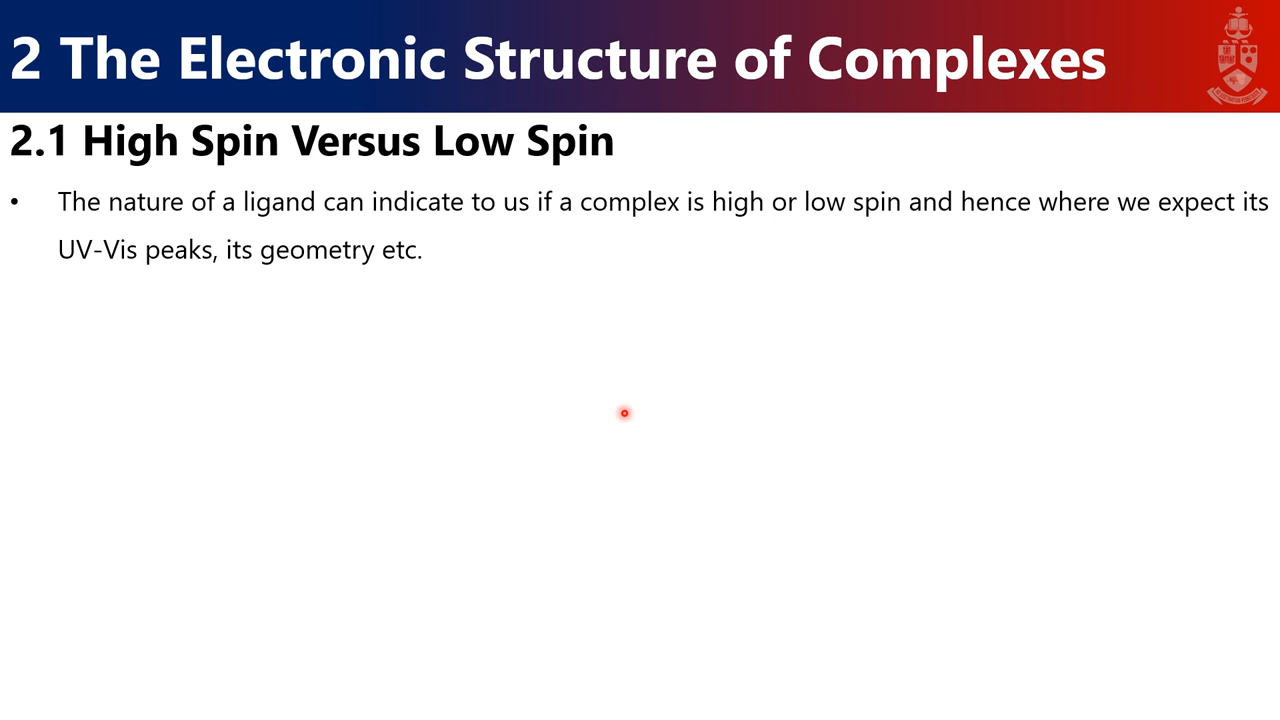 2 The Electronic Structure of Complexes
2.1 High Spin Versus Low Spin
• The nature of a ligand can indicate to us if a complex is high or low spin and hence where we expect its
UV-Vis peaks, its geometry etc.